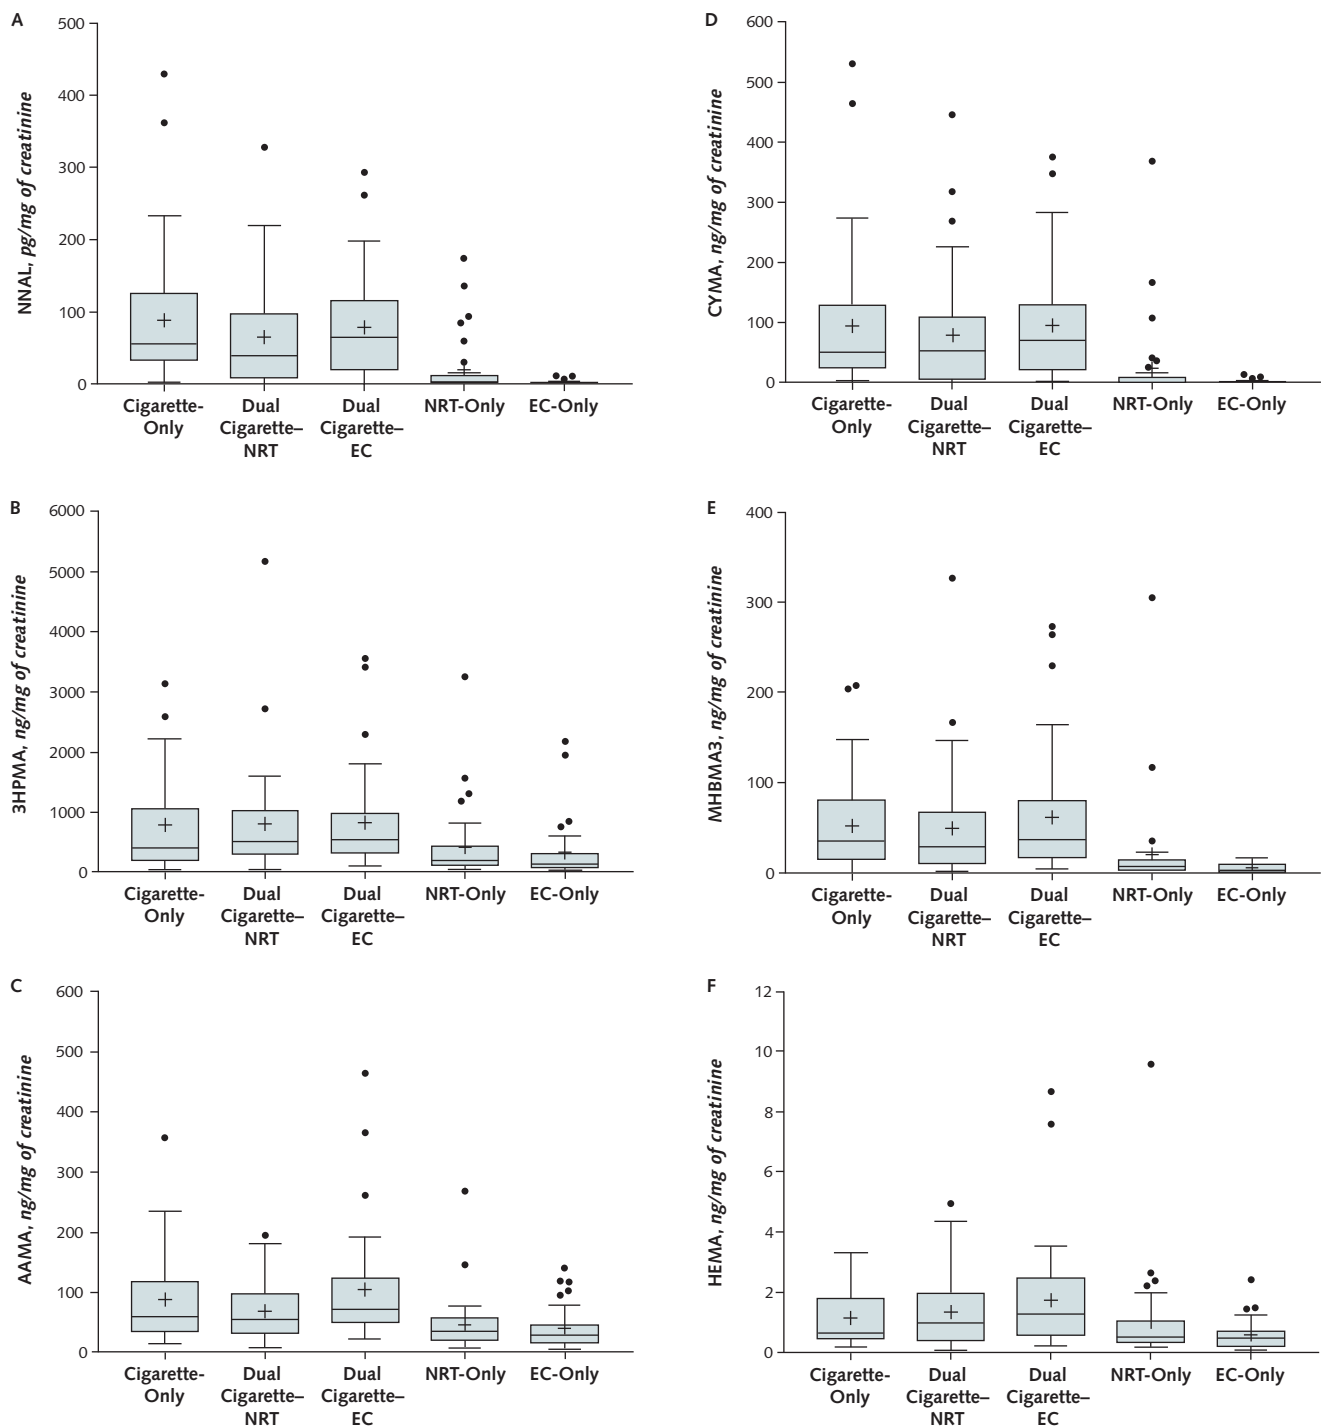 A
500
400
300
200
100
0
NNAL, pg/mg of creatinine
Cigarette-
Only
Dual
Cigarette–
NRT
Dual
Cigarette–
EC
NRT-Only
EC-Only
D
600
500
400
300
200
100
0
CYMA, ng/mg of creatinine
Cigarette-
Only
Dual
Cigarette–
NRT
Dual
Cigarette–
EC
NRT-Only
EC-Only
B
6000
5000
4000
3000
2000
1000
0
3HPMA, ng/mg of creatinine
Cigarette-
Only
Dual
Cigarette–
NRT
Dual
Cigarette–
EC
NRT-Only
EC-Only
E
400
300
200
100
0
MHBMA3, ng/mg of creatinine
Cigarette-
Only
Dual
Cigarette–
NRT
Dual
Cigarette–
EC
NRT-Only
EC-Only
C
600
500
400
300
200
100
0
AAMA, ng/mg of creatinine
Cigarette-
Only
Dual
Cigarette–
NRT
Dual
Cigarette–
EC
NRT-Only
EC-Only
F
12
10
8
6
4
2
0
HEMA, ng/mg of creatinine
Cigarette-
Only
Dual
Cigarette–
NRT
Dual
Cigarette–
EC
NRT-Only
EC-Only